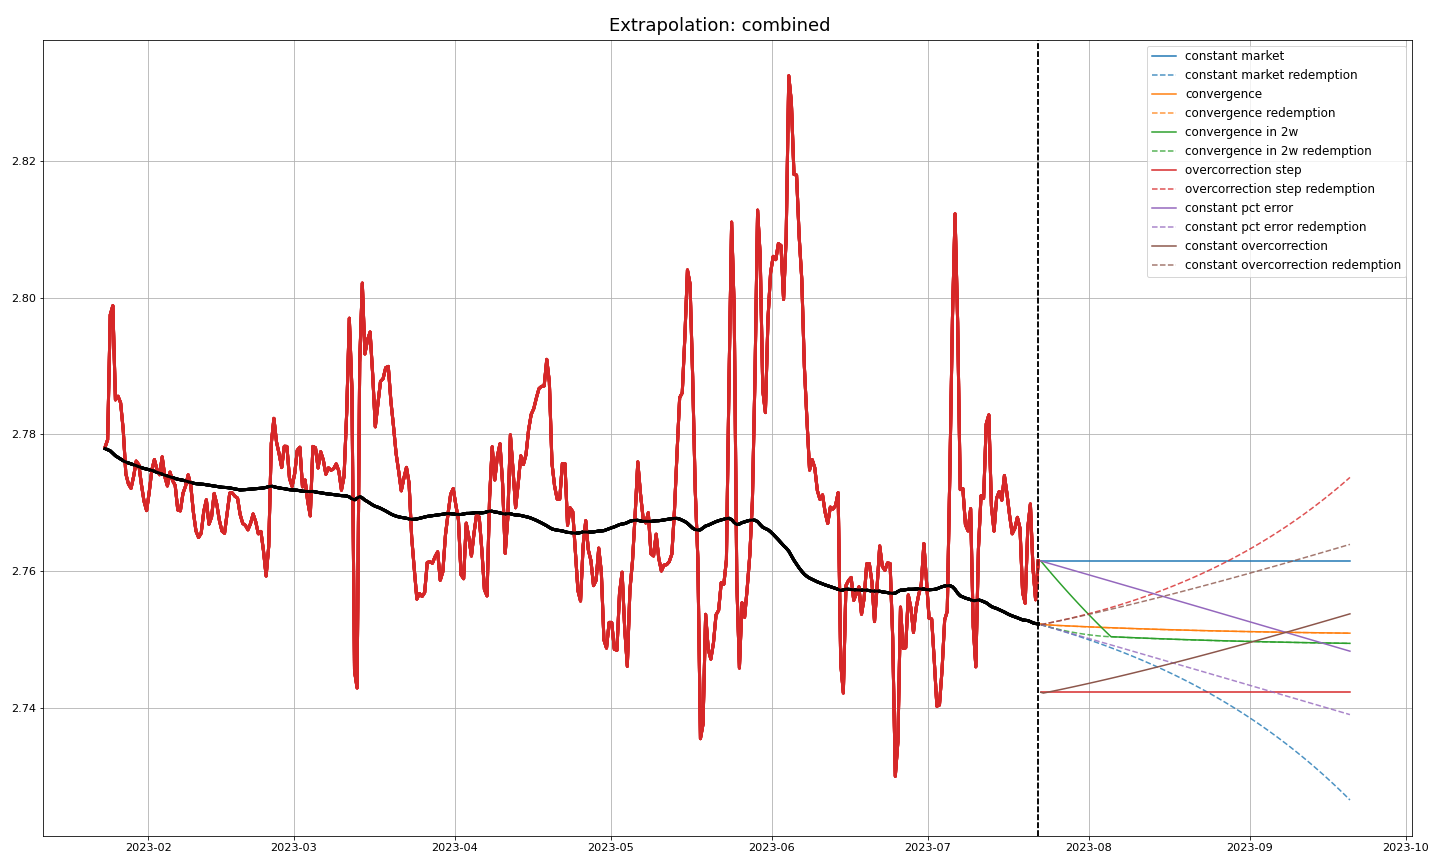 Extrapolation: combined
constant market
constant market redemption
convergence
convergence redemption
convergence in 2w
convergence in 2w redemption
overcorrection step
overcorrection step redemption
constant pct error
constant pct error redemption
constant overcorrection
constant overcorrection redemption
2.82
2.80
2.78
2.76
2.74
2023-02 2023-03 2023-04 2023-05 2023-06 2023-07 2023-08 2023-09 2023-10